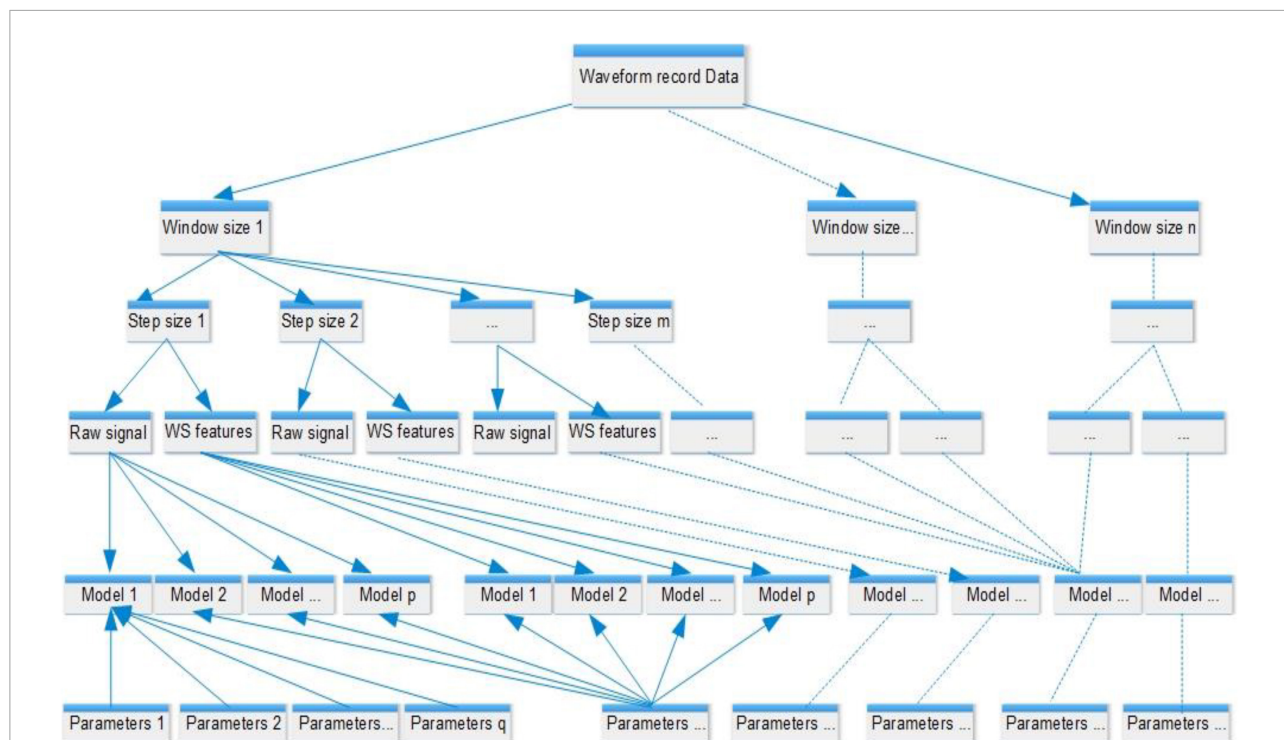 Waveform record Data
Window size 1
Window size...
Window size n
Step size 1
Step size 2
...
Step size m
...
...
Raw signal
WS features
Raw signal
WS features
Raw signal
WS features
...
...
...
...
...
Model 1
Model 2
Model ...
Model p
Model 1
Model 2
Model ...
Model p
Model ...
Model ...
Model ...
Model ...
Parameters 1
Parameters 2
Parameters...
Parameters q
Parameters ...
Parameters ...
Parameters ...
Parameters ...
Parameters ...